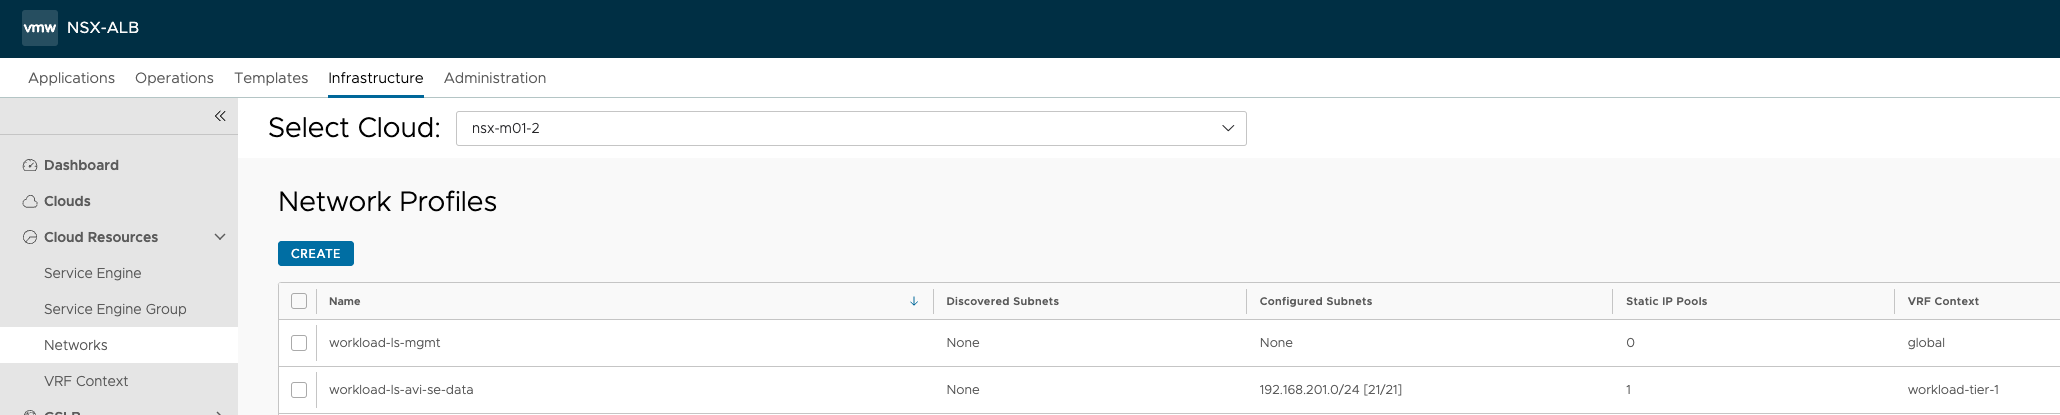 vmw NSX-ALB
Applications Operations Templates Infrastructure Administration
Select Cloud: nsx-m01-2
Dashboard
Clouds
Cloud Resources
Service Engine
Service Engine Group
Networks
VRF Context
GSLB
Network Profiles
CREATE
Name Discovered Subnets Configured Subnets Static IP Pools VRF Context
workload-ls-mgmt None None 0 global
workload-ls-avi-se-data None 192.168.201.0/24 [21/21] 1 workload-tier-1